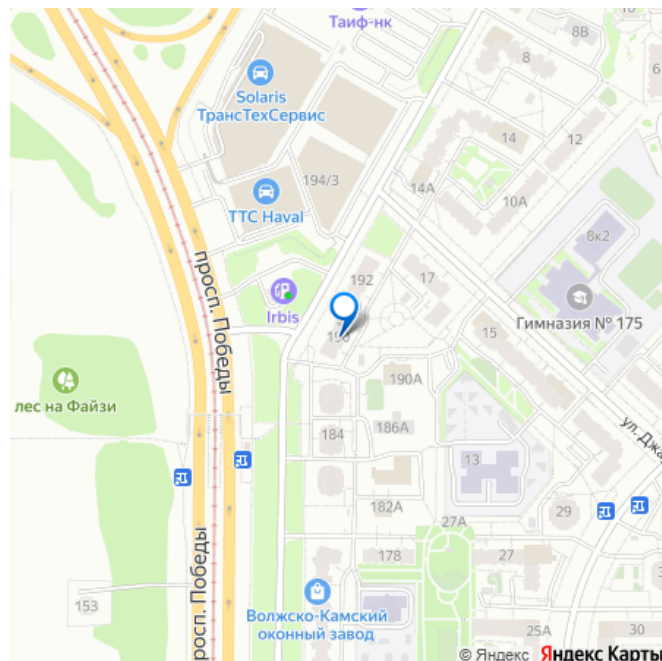 Таиф-нк
8В
8
Solaris
ТрансТехСервис
14
12
194/3
14А
10А
ТТС Haval
8к2
просп. Победы
192
17
Гимназия № 175
Irbis
15
190А
лес на Файзи
184
186А
ул. Джа
13
182А
29
27А
178
27
просп. Победы
153
Волжско-Камский
оконный завод
25А
30
© Яндекс Яндекс Карты